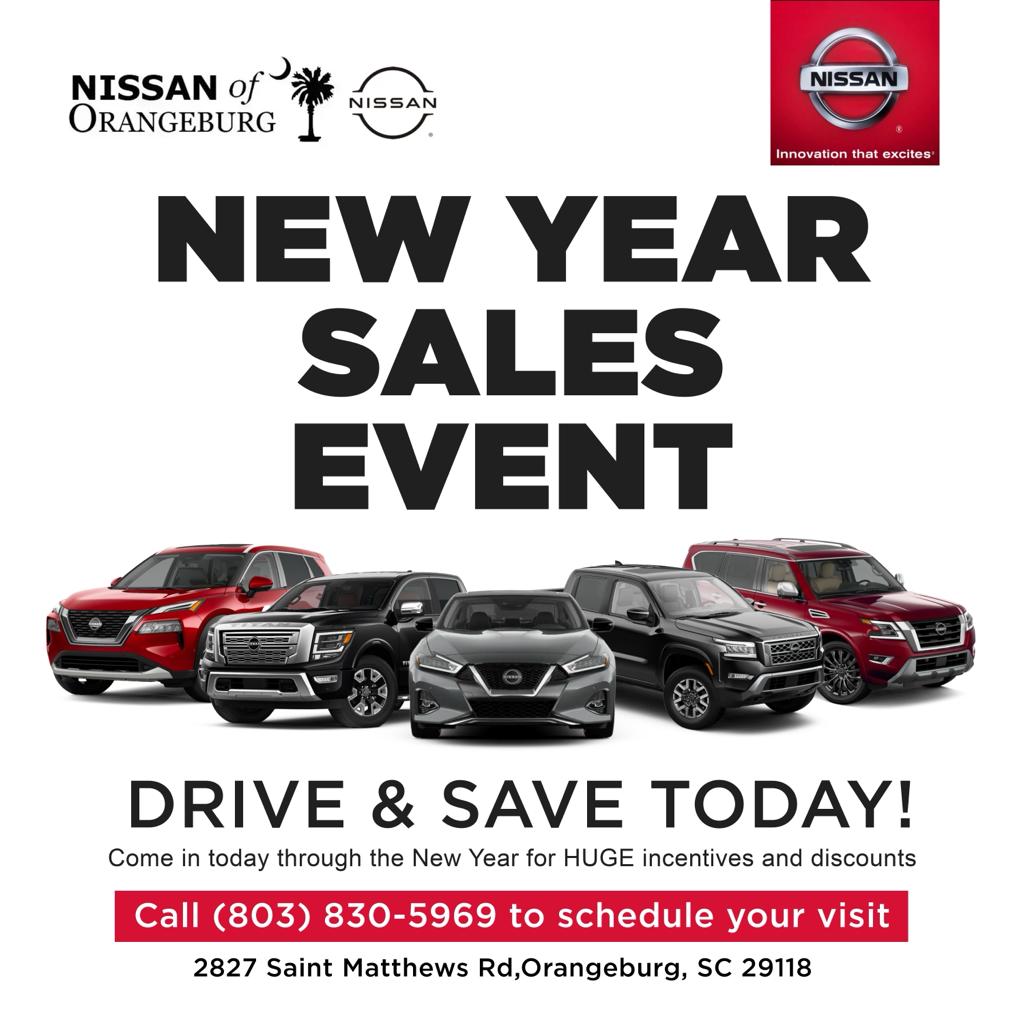 NISSAN of
ORANGEBURG
NISSAN
NISSAN
Innovation that excites
NEW YEAR
SALES
EVENT
DRIVE & SAVE TODAY!
Come in today through the New Year for HUGE incentives and discounts
Call (803) 830-5969 to schedule your visit
2827 Saint Matthews Rd,Orangeburg, SC 29118